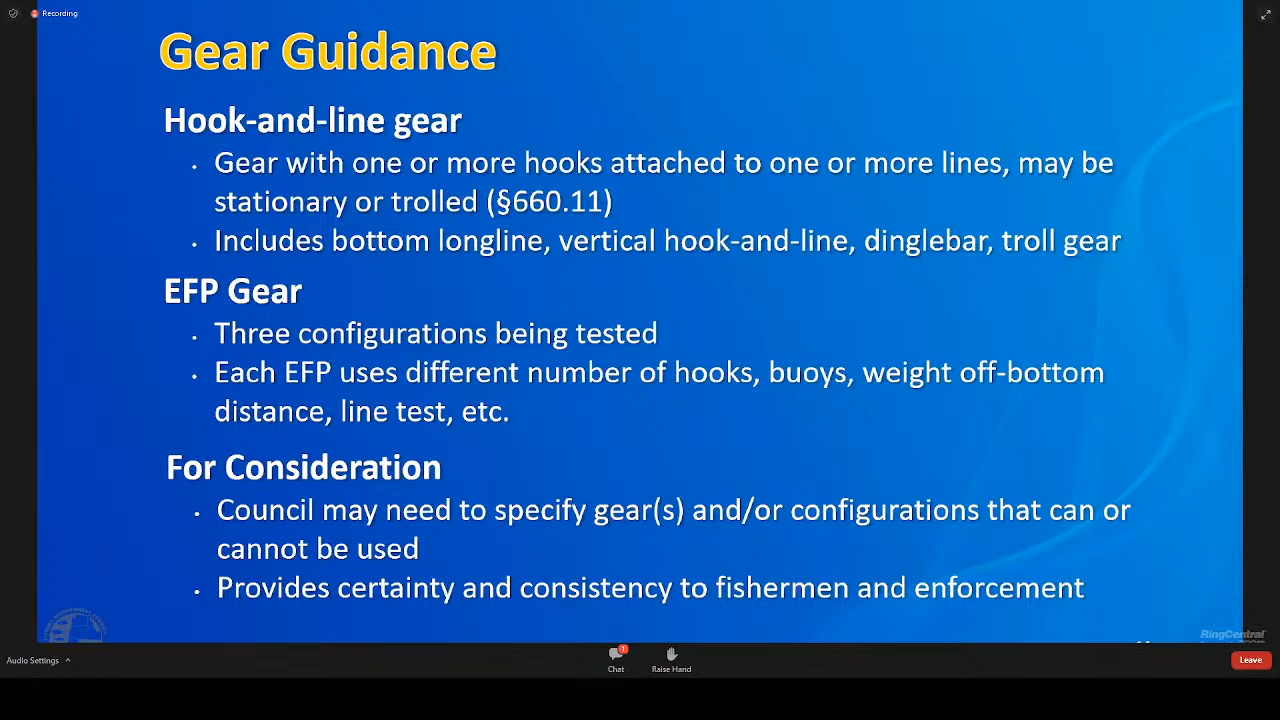 Recording
Gear Guidance
Hook-and-line gear
• Gear with one or more hooks attached to one or more lines, may be
stationary or trolled (§660.11)
• Includes bottom longline, vertical hook-and-line, dinglebar, troll gear
EFP Gear
• Three configurations being tested
• Each EFP uses different number of hooks, buoys, weight off-bottom
distance, line test, etc.
For Consideration
• Council may need to specify gear(s) and/or configurations that can or
cannot be used
• Provides certainty and consistency to fishermen and enforcement
RingCentral
Audio Settings
1
Chat
Raise Hand
Leave